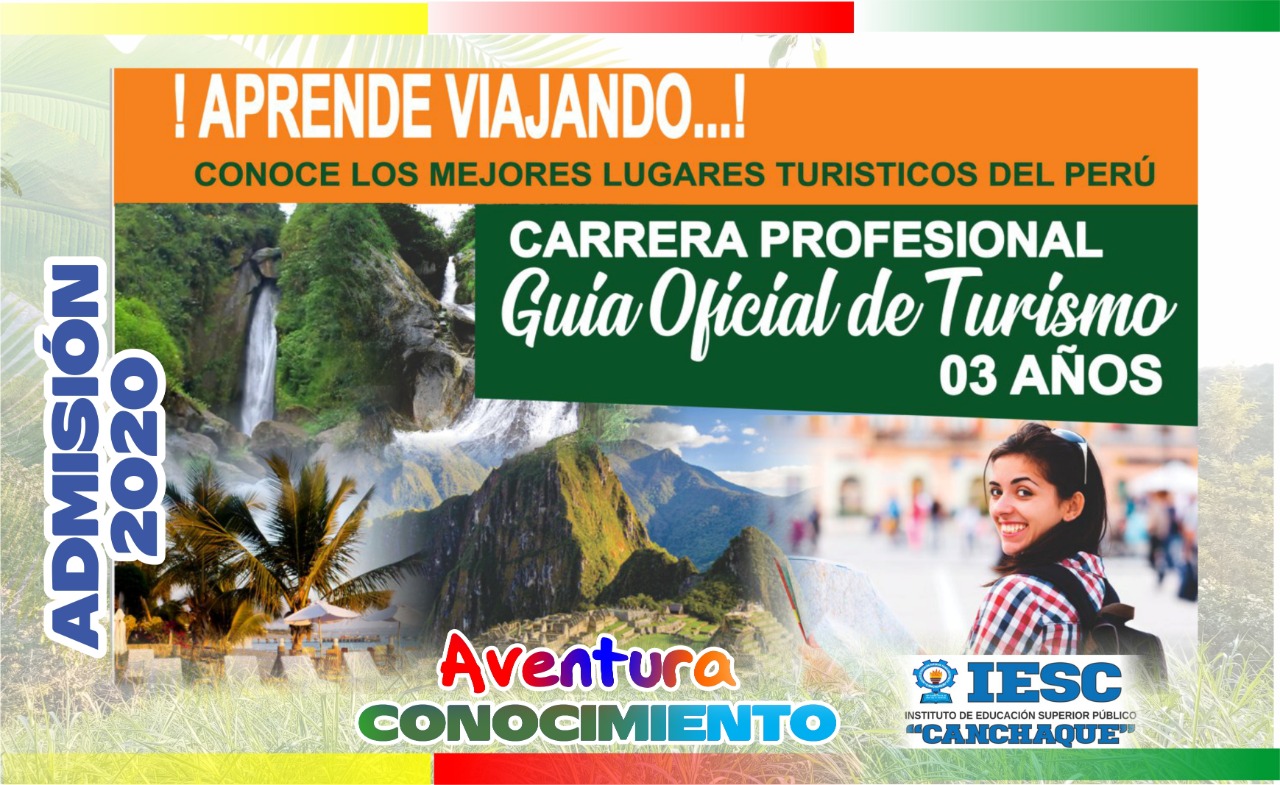 ! APRENDE VIAJANDO...!
CONOCE LOS MEJORES LUGARES TURISTICOS DEL PERÚ
CARRERA PROFESIONAL
Guía Oficial de Turismo
03 AÑOS
ADMISIÓN
2020
Aventura
CONOCIMIENTO
IESC
INSTITUTO DE EDUCACIÓN SUPERIOR PÚBLICO
“CANCHAQUE”